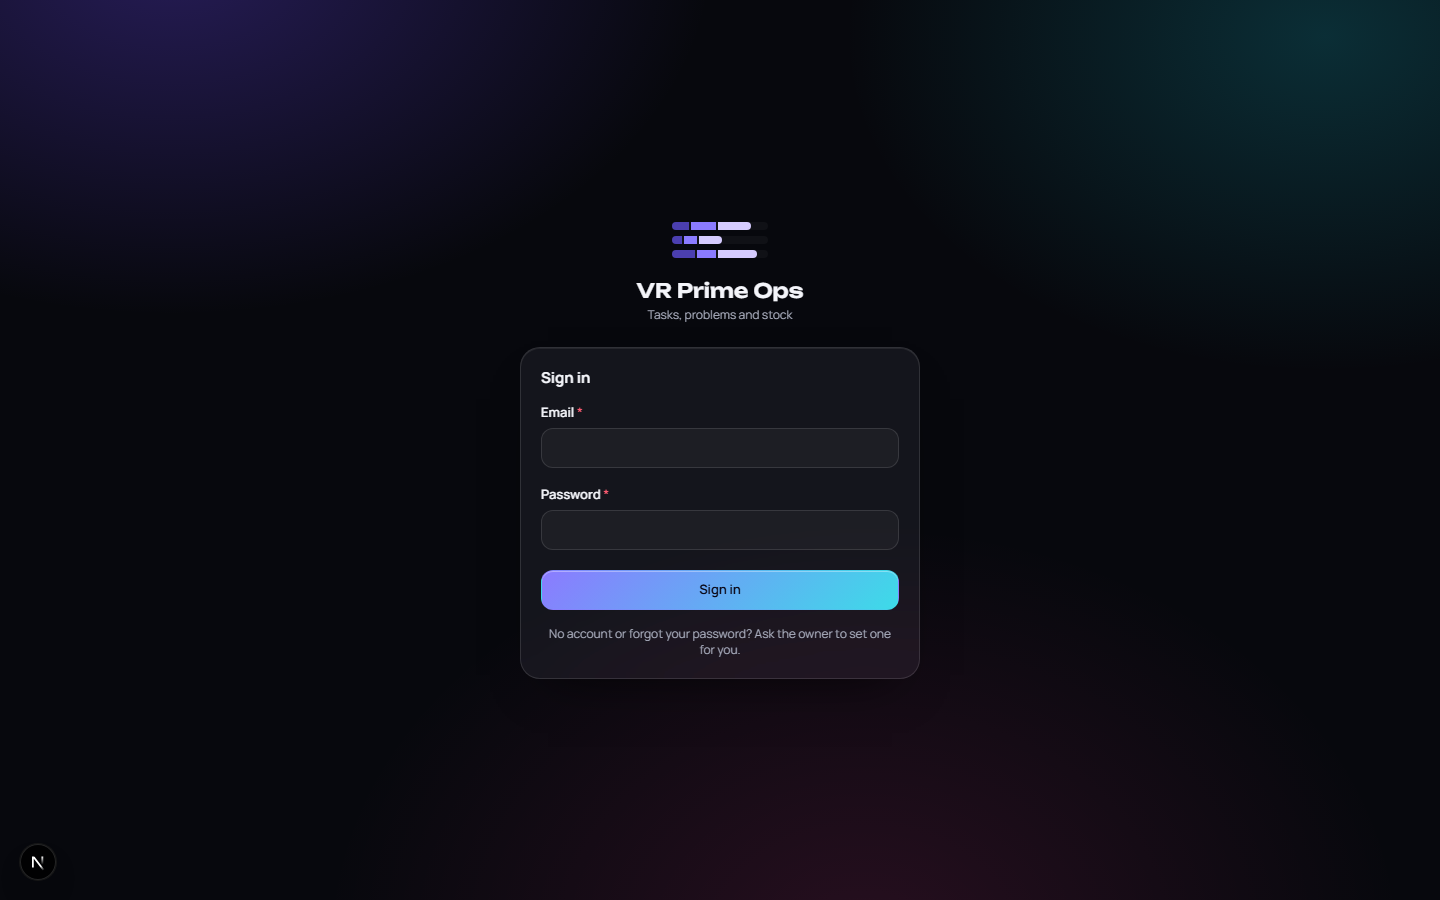 VR Prime Ops
Tasks, problems and stock
Sign in
Email *
Password *
Sign in
No account or forgot your password? Ask the owner to set one
for you.
N